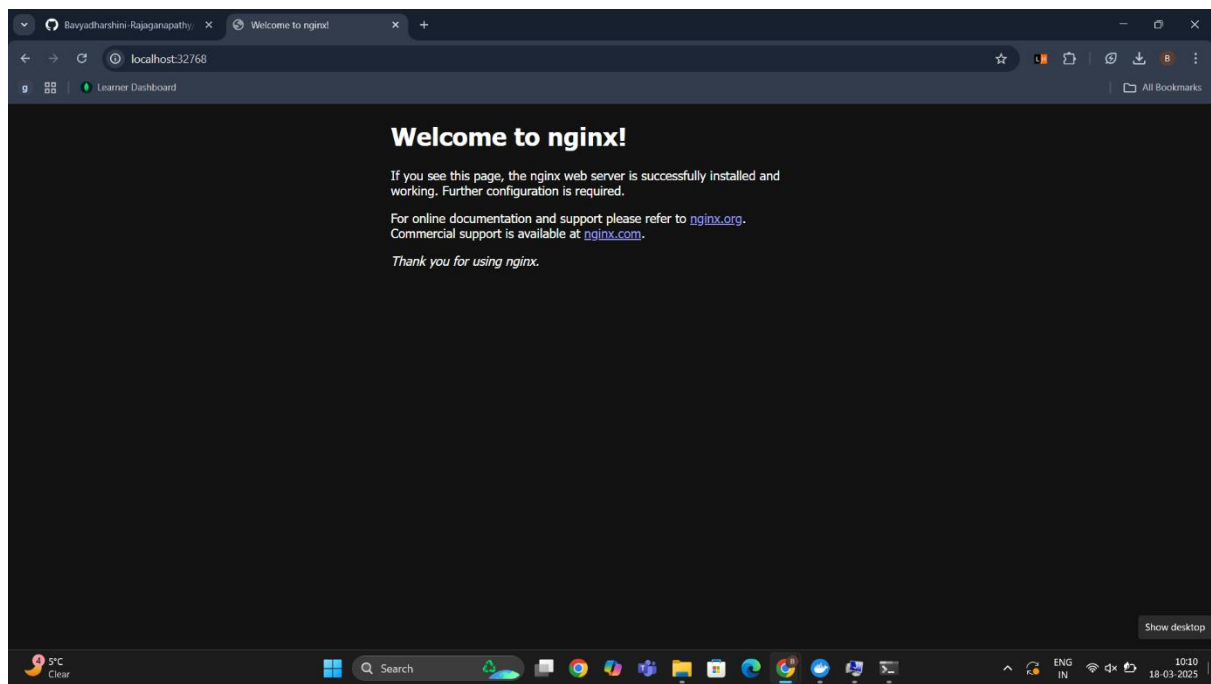 Bavyadharshini-Rajaganapathy/
Welcome to nginx!
localhost:32768
LH
B
g
Learner Dashboard
All Bookmarks
Welcome to nginx!
If you see this page, the nginx web server is successfully installed and
working. Further configuration is required.
For online documentation and support please refer to nginx.org.
Commercial support is available at nginx.com.
Thank you for using nginx.
Show desktop
4
5°C
Clear
Search
ENG
IN
10:10
18-03-2025